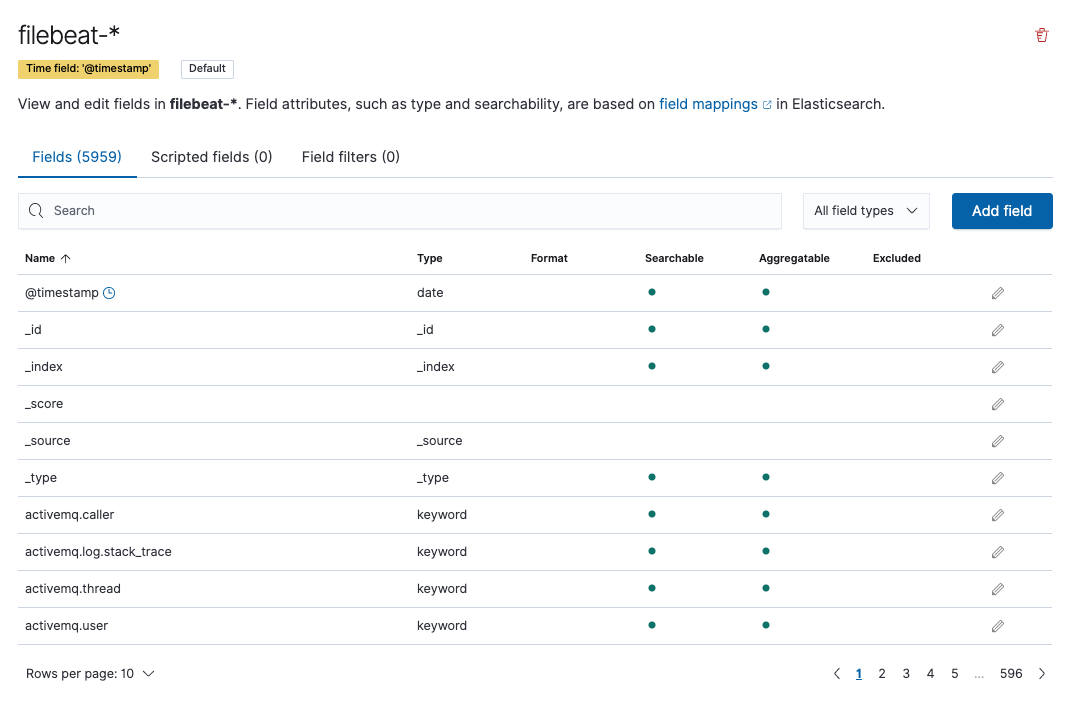 filebeat-*
Time field: '@timestamp' Default
View and edit fields in filebeat-*. Field attributes, such as type and searchability, are based on field mappings in Elasticsearch.
Fields (5959) Scripted fields (0) Field filters (0)
Search All field types Add field
Name Type Format Searchable Aggregatable Excluded
@timestamp date
_id _id
_index _index
_score
_source _source
_type _type
activemq.caller keyword
activemq.log.stack_trace keyword
activemq.thread keyword
activemq.user keyword
Rows per page: 10 1 2 3 4 5 ... 596